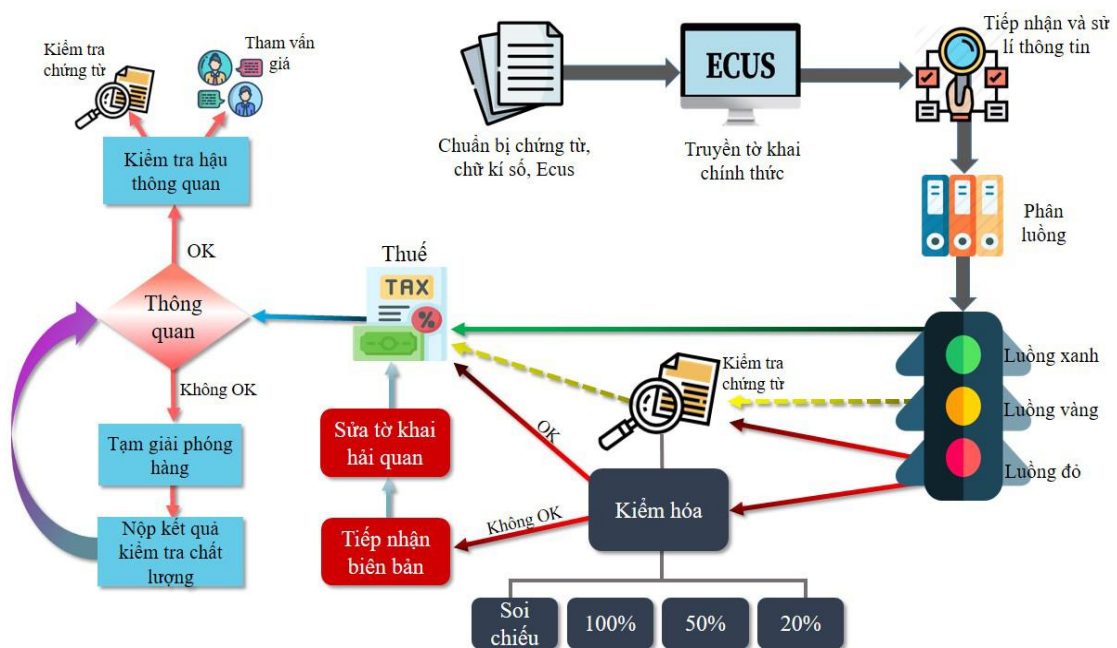 Kiểm tra
chứng từ
Tham vấn
giá
ECUS
Tiếp nhận và sử
lí thông tin
Chuẩn bị chứng từ,
chữ kí số, Ecus
Truyền tờ khai
chính thức
Kiểm tra hậu
thông quan
Phân
luồng
OK
Thuế
TAX
%
Thông
quan
Luồng xanh
Kiểm tra
chứng từ
Không OK
Luồng vàng
Tạm giải phóng
hàng
Sửa tờ khai
hải quan
OK
Luồng đỏ
Kiểm hóa
Không OK
Nộp kết quả
kiểm tra chất
lượng
Tiếp nhận
biên bản
Soi
chiếu
100%
50%
20%